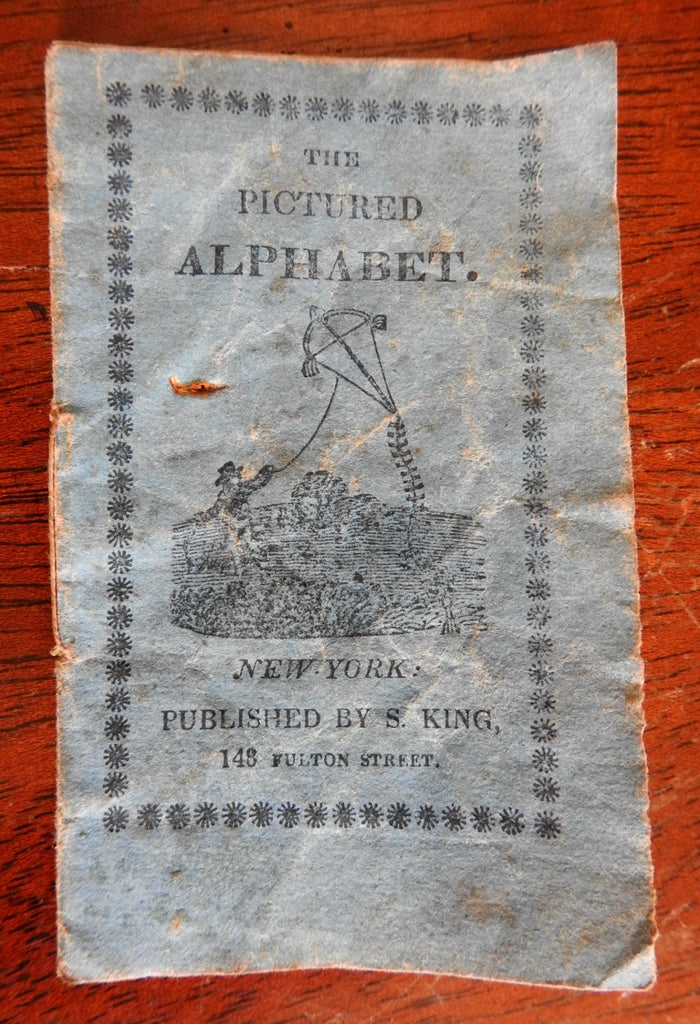 THE
PICTURED
ALPHABET.
NEW-YORK:
PUBLISHED BY S. KING,
148 FULTON STREET.